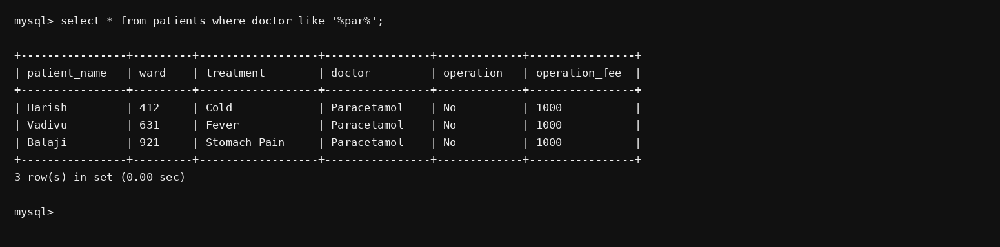 mysql> select * from patients where doctor like '%par%';
+----------------+---------+------------------+----------------+-------------+----------------+
| patient_name   | ward    | treatment        | doctor         | operation   | operation_fee  |
+----------------+---------+------------------+----------------+-------------+----------------+
| Harish         | 412     | Cold             | Paracetamol    | No          | 1000           |
| Vadivu         | 631     | Fever            | Paracetamol    | No          | 1000           |
| Balaji         | 921     | Stomach Pain     | Paracetamol    | No          | 1000           |
+----------------+---------+------------------+----------------+-------------+----------------+
3 row(s) in set (0.00 sec)
mysql>